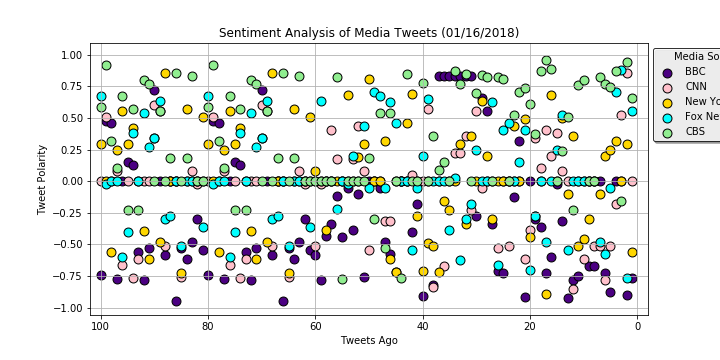 Sentiment Analysis of Media Tweets (01/16/2018)
Tweet Polarity
1.00
0.75
0.50
0.25
0.00
−0.25
−0.50
−0.75
−1.00
100
80
60
40
20
0
Tweets Ago
Media So
BBC
CNN
New Yo
Fox Ne
CBS